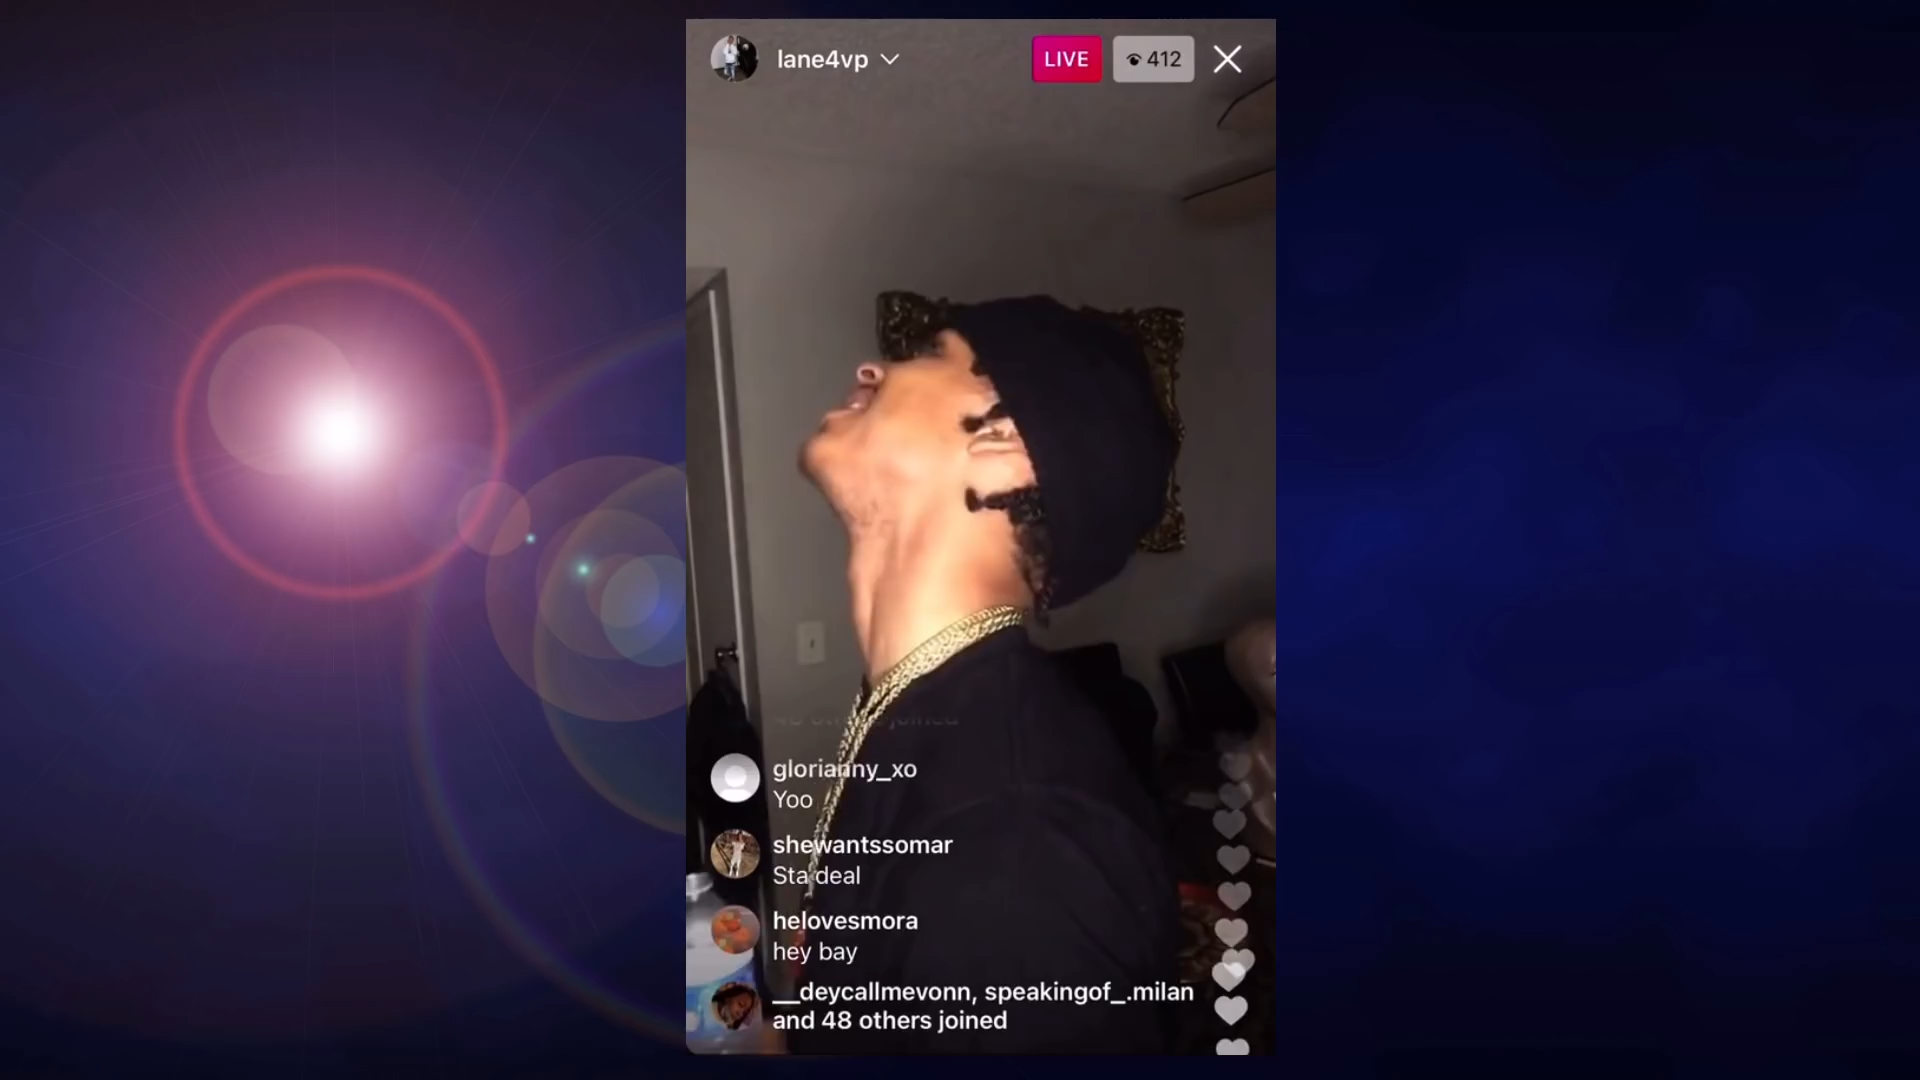 lane4vp
LIVE
412
glorianny_xo
Yoo
shewantssomar
Sta deal
helovesmora
hey bay
__deycallmevonn, speakingof_.milan
and 48 others joined